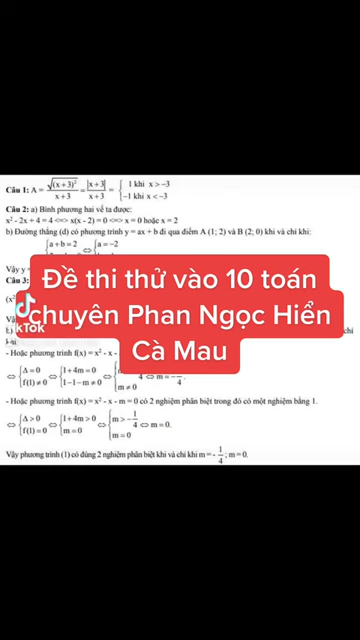 Câu 1: A = √(x+3)² / x+3 = |x+3| / x+3 = { 1 khi x > −3
−1 khi x < −3
Câu 2: a) Bình phương hai vế ta được:
x² - 2x + 4 = 4 <=> x(x - 2) = 0 <=> x = 0 hoặc x = 2
b) Đường thẳng (d) có phương trình y = ax + b đi qua điểm A (1; 2) và B (2; 0) khi và chỉ khi:
{ a + b = 2 ⇔ { a = −2
Vậy y =
Đề thi thử vào 10 toán
Câu 3:
chuyên Phan Ngọc Hiển
(x²
TikTok
Cà Mau
- Hoặc phương trình f(x) = x² - x -
⇔ { Δ = 0 ⇔ { 1 + 4m = 0
f(1) ≠ 0 1 − 1 − m ≠ 0 m ≠ 0 4 ⇔ m = − 4 .
- Hoặc phương trình f(x) = x² - x - m = 0 có 2 nghiệm phân biệt trong đó có một nghiệm bằng 1.
⇔ { Δ > 0 ⇔ { 1 + 4m > 0 ⇔ { m > − 1/4 ⇔ m = 0.
f(1) = 0 m = 0 m = 0
Vậy phương trình (1) có đúng 2 nghiệm phân biệt khi và chỉ khi m = - 1/4 ; m = 0.